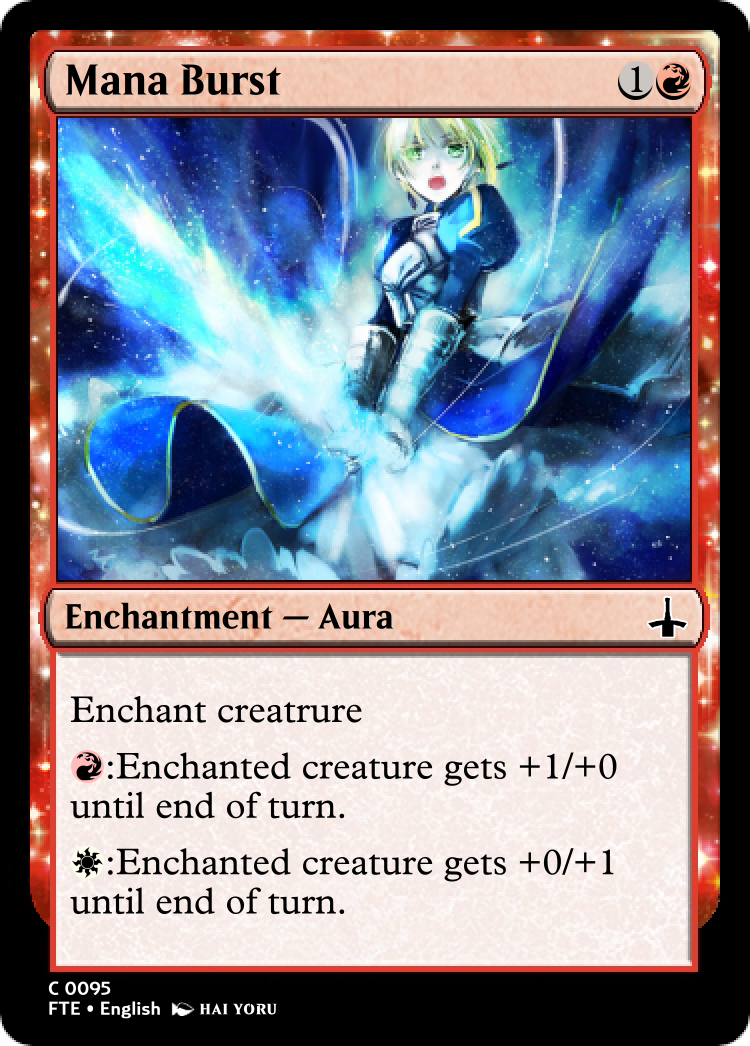 Mana Burst 1
Enchantment — Aura
Enchant creatrure
:Enchanted creature gets +1/+0
until end of turn.
:Enchanted creature gets +0/+1
until end of turn.
C 0095
FTE • English HAI YORU